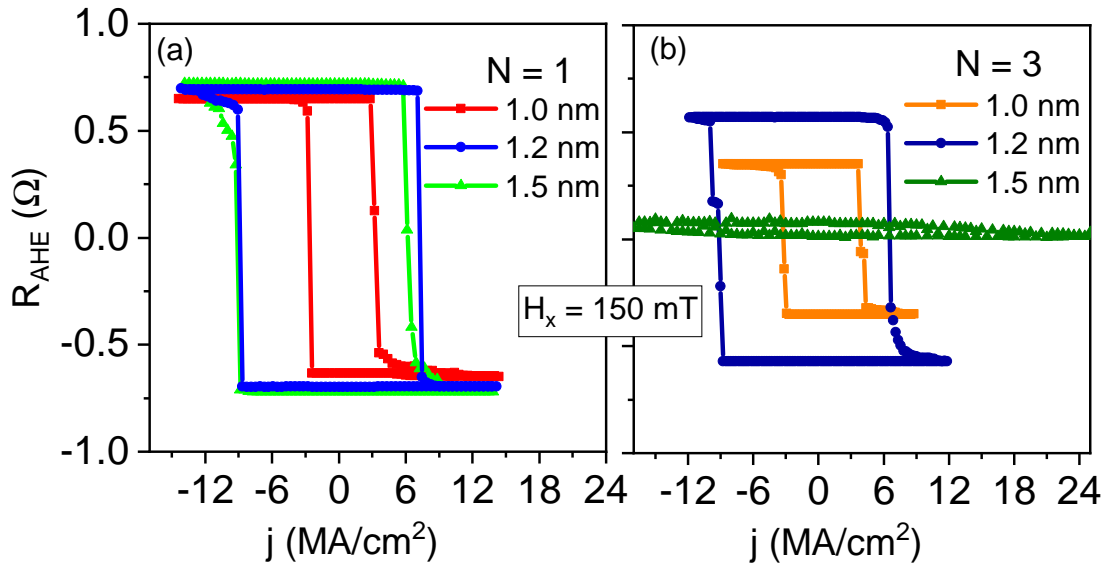 (a)
N = 1
1.0 nm
1.2 nm
1.5 nm
(b)
N = 3
1.0 nm
1.2 nm
1.5 nm
1.0
0.5
0.0
-0.5
-1.0
R_AHE (Ω)
H_x = 150 mT
-12 -6 0 6 12 18 24
-12 -6 0 6 12 18 24
j (MA/cm²)
j (MA/cm²)